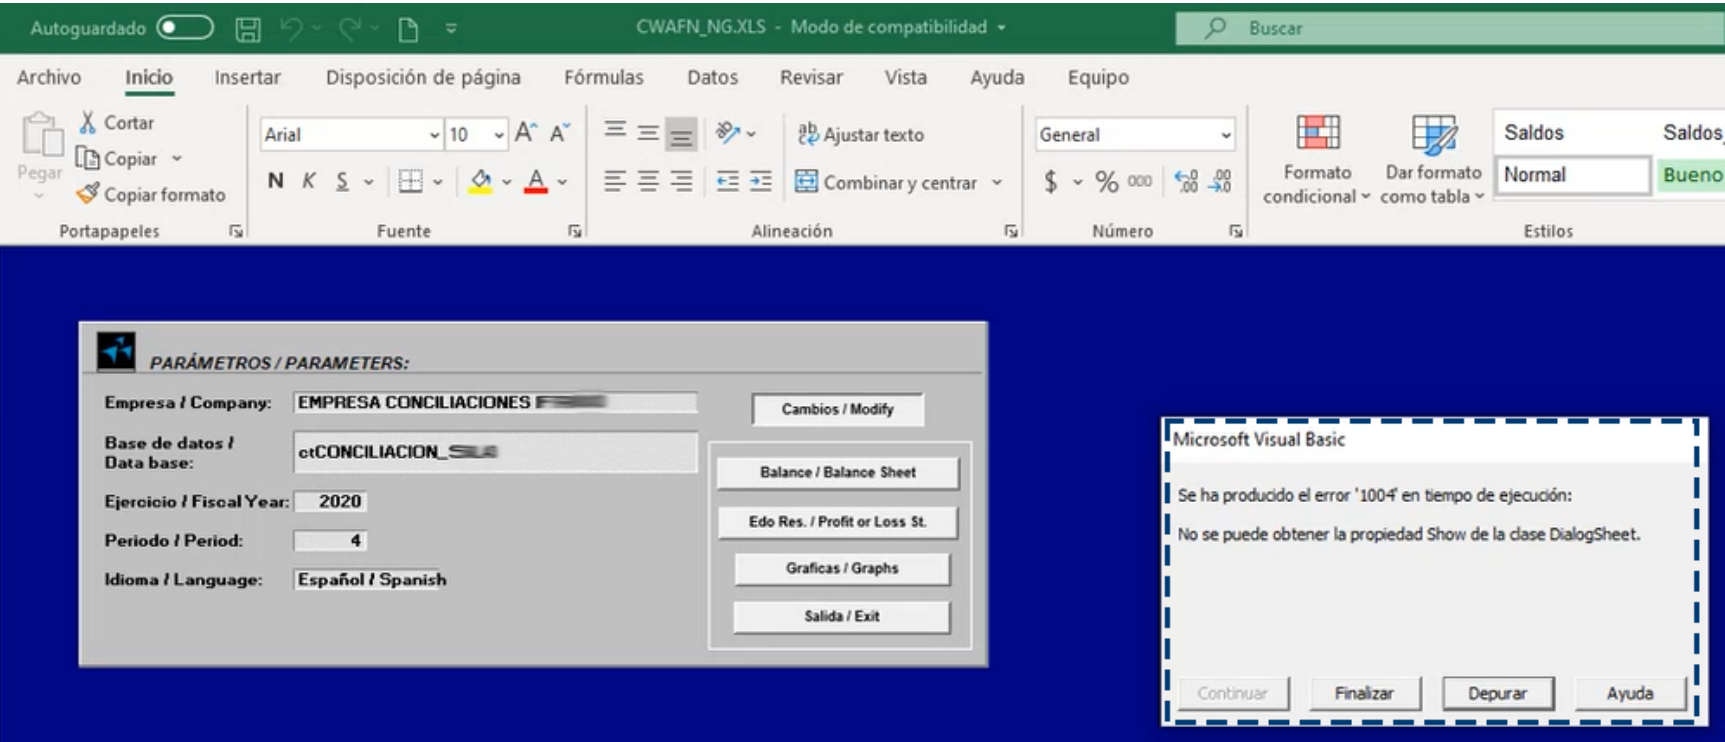 Autoguardado
CWAFN_NG.XLS - Modo de compatibilidad
Buscar
Archivo Inicio Insertar Disposición de página Fórmulas Datos Revisar Vista Ayuda Equipo
Pegar
Cortar
Copiar
Copiar formato
Portapapeles
Arial 10
N K S
Fuente
Ajustar texto
Combinar y centrar
Alineación
General
$ % 000
Número
Formato condicional
Dar formato como tabla
Saldos Saldos
Normal Bueno
Estilos
PARÁMETROS / PARAMETERS:
Empresa / Company: EMPRESA CONCILIACIONES
Base de datos / Data base: ctCONCILIACION_
Ejercicio / Fiscal Year: 2020
Periodo / Period: 4
Idioma / Language: Español / Spanish
Cambios / Modify
Balance / Balance Sheet
Edo Res. / Profit or Loss St.
Graficas / Graphs
Salida / Exit
Microsoft Visual Basic
Se ha producido el error '1004' en tiempo de ejecución:
No se puede obtener la propiedad Show de la clase DialogSheet.
Continuar Finalizar Depurar Ayuda